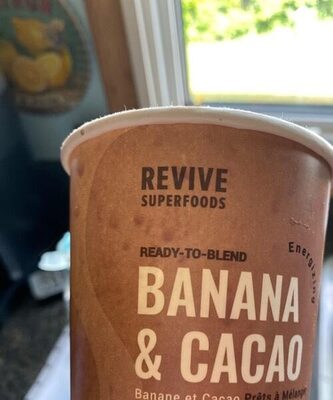 REVIVE
SUPERFOODS
READY-TO-BLEND
Energizing
BANANA
& CACAO
Banane et Cacao Prêts à Mélanger